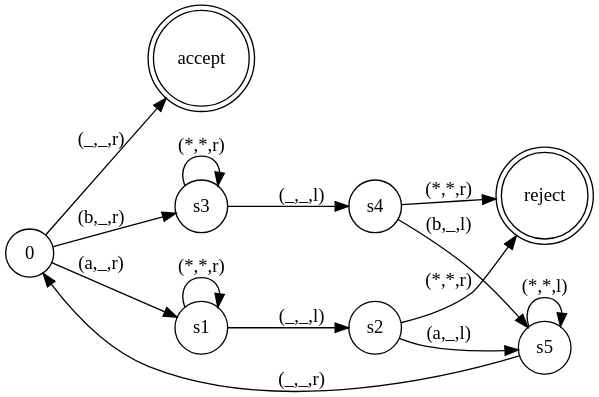 accept
(_,_,r)
(*,*,r)
s3
(_,_,l)
s4
(*,*,r)
reject
(b,_,r)
(b,_,l)
0
(a,_,r)
(*,*,r)
s1
(_,_,l)
s2
(*,*,r)
(a,_,l)
(*,*,l)
s5
(_,_,r)